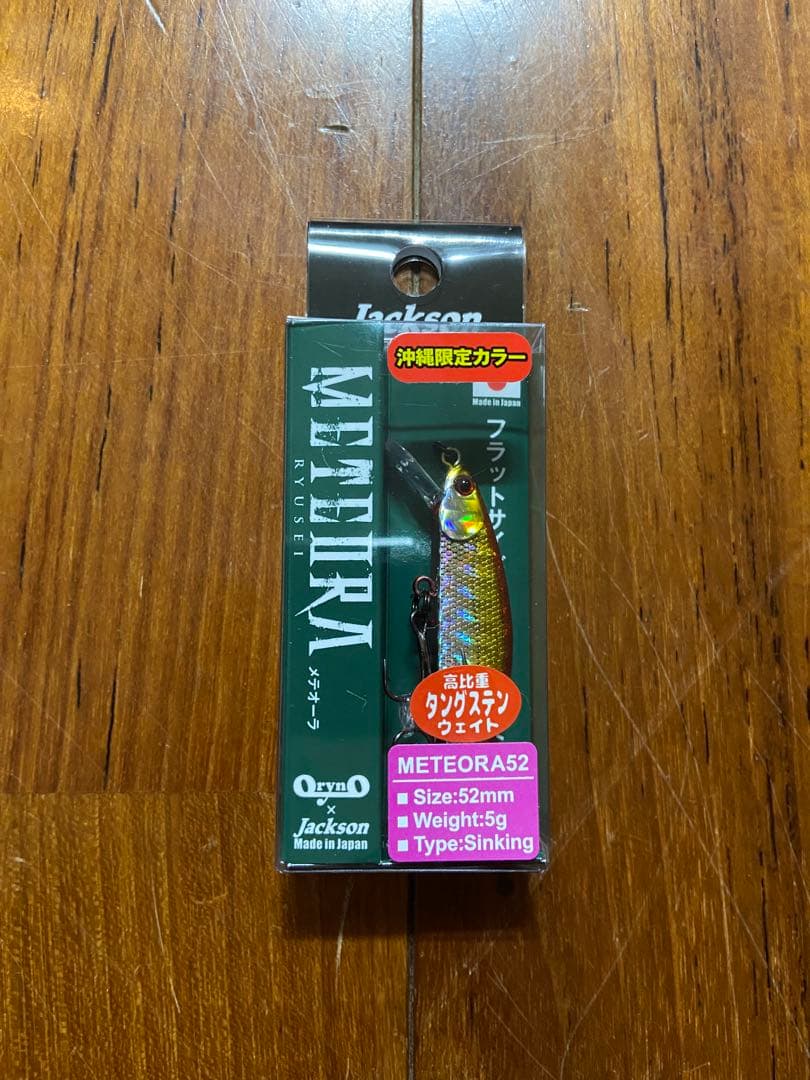 Jackson
沖縄限定カラー
Made in Japan
フラットサイ
METEORA
RYUSEI
メテオーラ
高比重
タングステン
ウェイト
METEORA52
■ Size:52mm
■ Weight:5g
■ Type:Sinking
OrynO
×
Jackson
Made in Japan